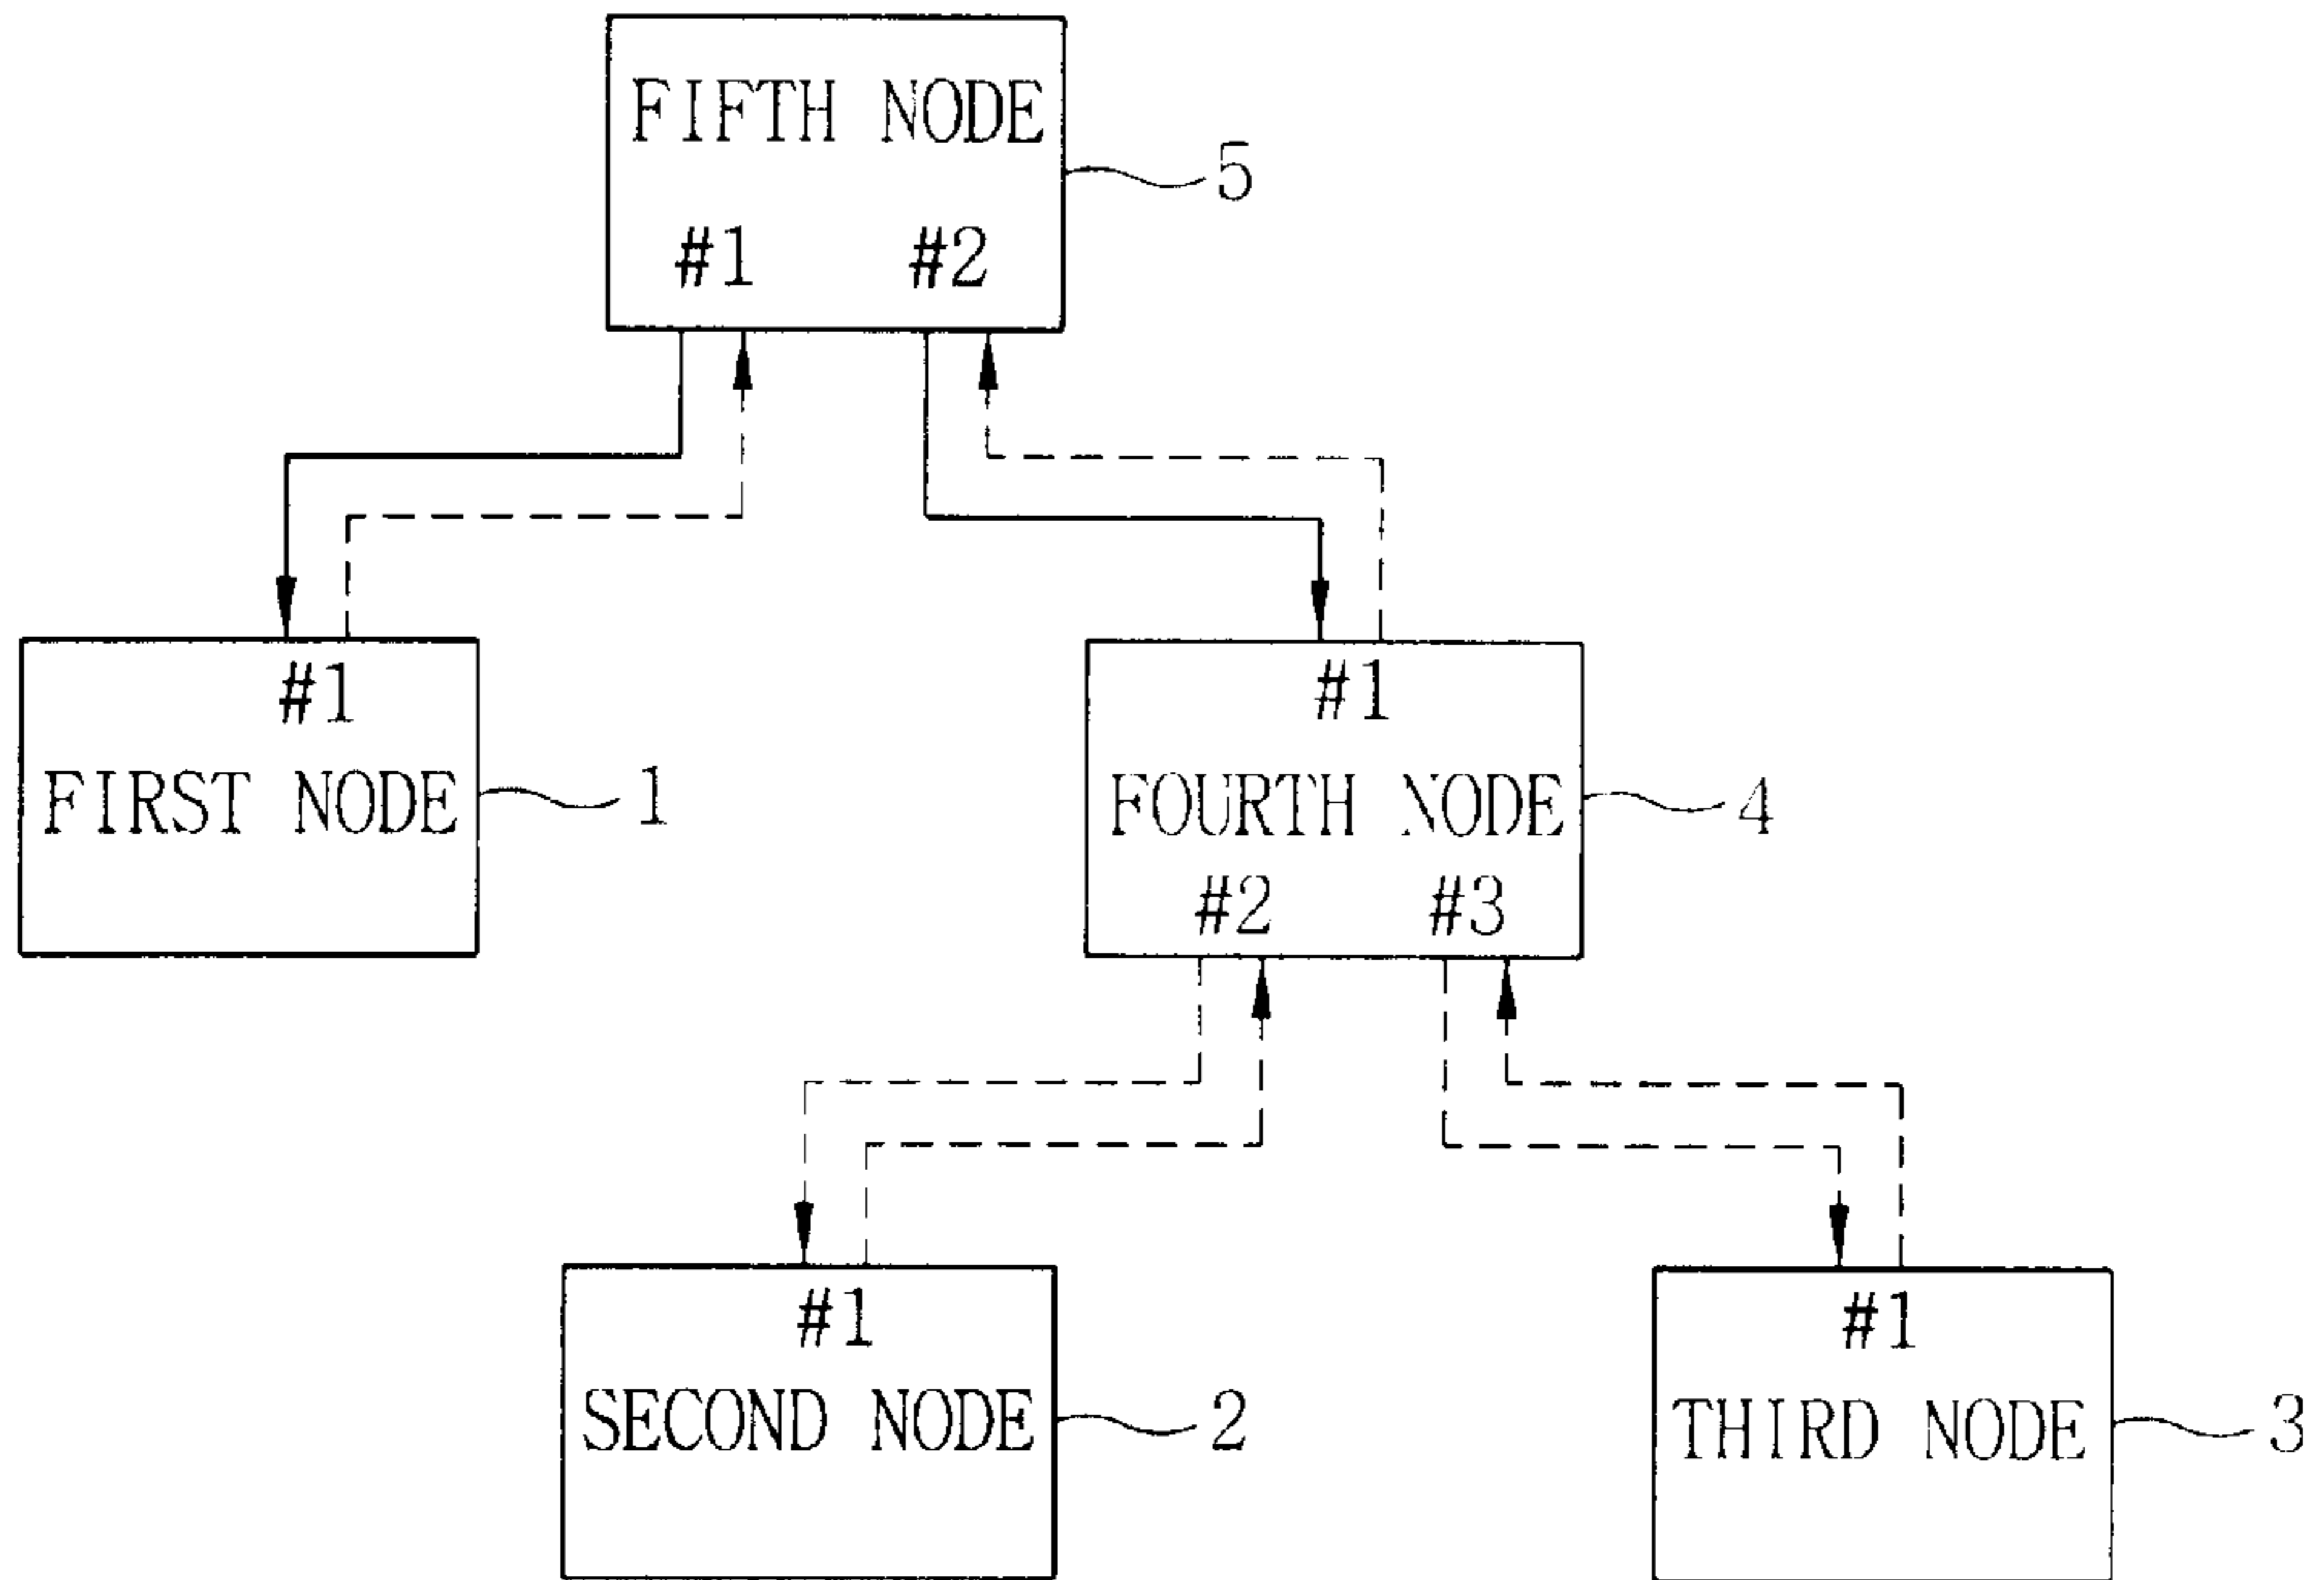 FIFTH NODE
5
#1 #2
#1
FIRST NODE
1
#1
FOURTH NODE
4
#2 #3
#1
SECOND NODE
2
#1
THIRD NODE
3